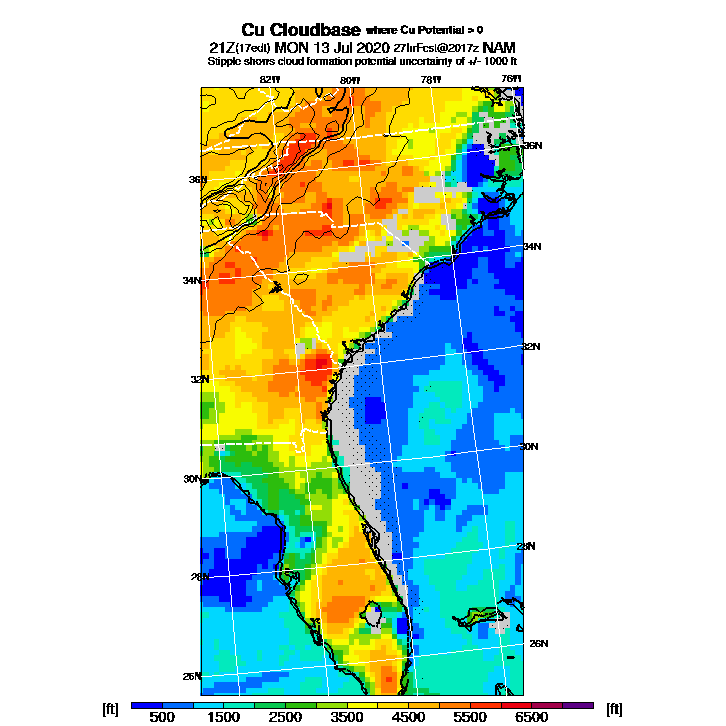 Cu Cloudbase where Cu Potential > 0
21Z(17edt) MON 13 Jul 2020 27hrFcst@2017z NAM
Stipple shows cloud formation potential uncertainty of +/- 1000 ft
82W 80W 78W 76W
36N
36N
34N
34N
32N
32N
30N
30N
28N
28N
26N
26N
[ft] 500 1500 2500 3500 4500 5500 6500 [ft]